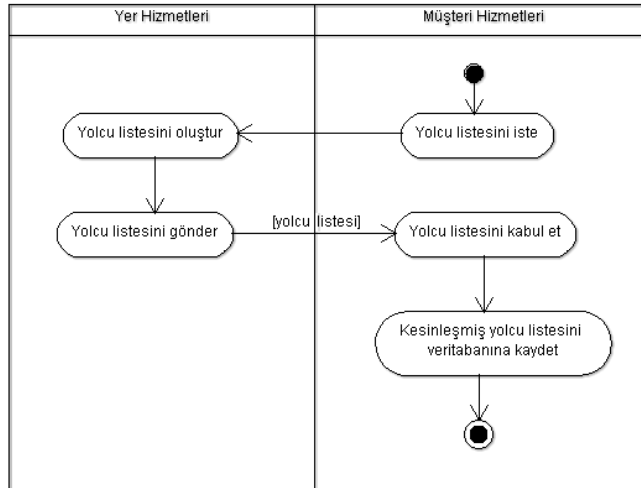 Yer Hizmetleri
Müşteri Hizmetleri
Yolcu listesini oluştur
Yolcu listesini iste
Yolcu listesini gönder
[yolcu listesi]
Yolcu listesini kabul et
Kesinleşmiş yolcu listesini
veritabanına kaydet